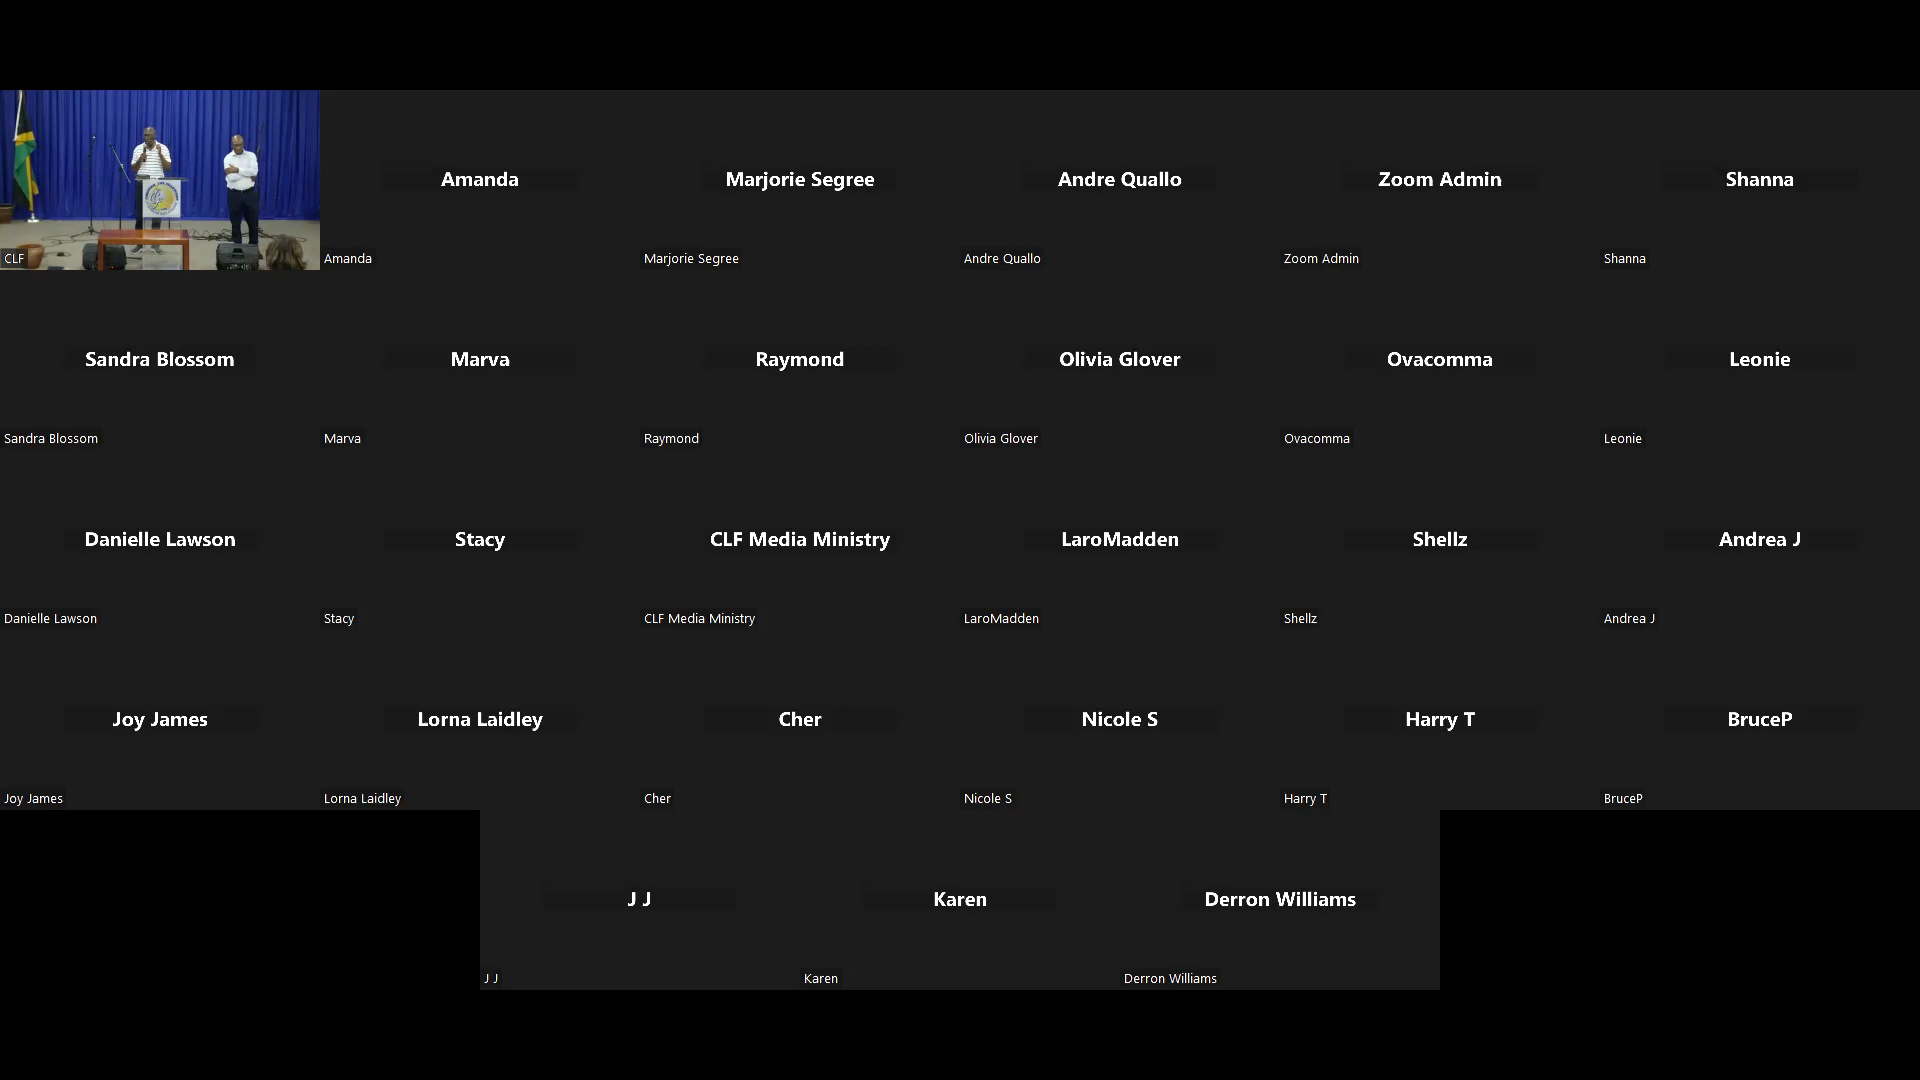 CLF
Amanda
Amanda
Marjorie Segree
Marjorie Segree
Andre Quallo
Andre Quallo
Zoom Admin
Zoom Admin
Shanna
Shanna
Sandra Blossom
Sandra Blossom
Marva
Marva
Raymond
Raymond
Olivia Glover
Olivia Glover
Ovacomma
Ovacomma
Leonie
Leonie
Danielle Lawson
Danielle Lawson
Stacy
Stacy
CLF Media Ministry
CLF Media Ministry
LaroMadden
LaroMadden
Shellz
Shellz
Andrea J
Andrea J
Joy James
Joy James
Lorna Laidley
Lorna Laidley
Cher
Cher
Nicole S
Nicole S
Harry T
Harry T
BruceP
BruceP
J J
J J
Karen
Karen
Derron Williams
Derron Williams